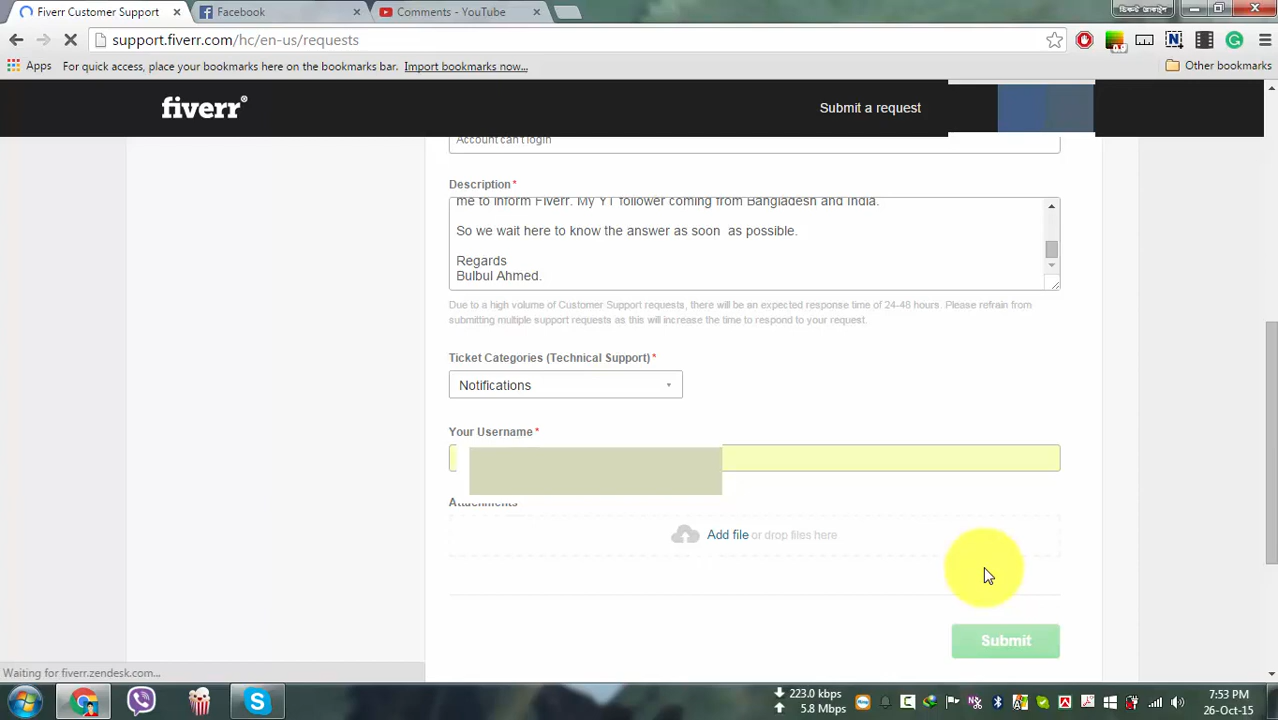 Fiverr Customer Support
Facebook
Comments - YouTube
support.fiverr.com/hc/en-us/requests
Apps
For quick access, place your bookmarks here on the bookmarks bar. Import bookmarks now...
Other bookmarks
fiverr®
Submit a request
Account can't login
Description*
me to inform Fiverr. My YT follower coming from Bangladesh and India.
So we wait here to know the answer as soon as possible.
Regards
Bulbul Ahmed.
Due to a high volume of Customer Support requests, there will be an expected response time of 24-48 hours. Please refrain from
submitting multiple support requests as this will increase the time to respond to your request.
Ticket Categories (Technical Support)*
Notifications
Your Username*
Attachments
Add file or drop files here
Submit
Waiting for fiverr.zendesk.com...
223.0 kbps
5.8 Mbps
7:53 PM
26-Oct-15